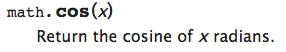 math.cos(x)
Return the cosine of x radians.